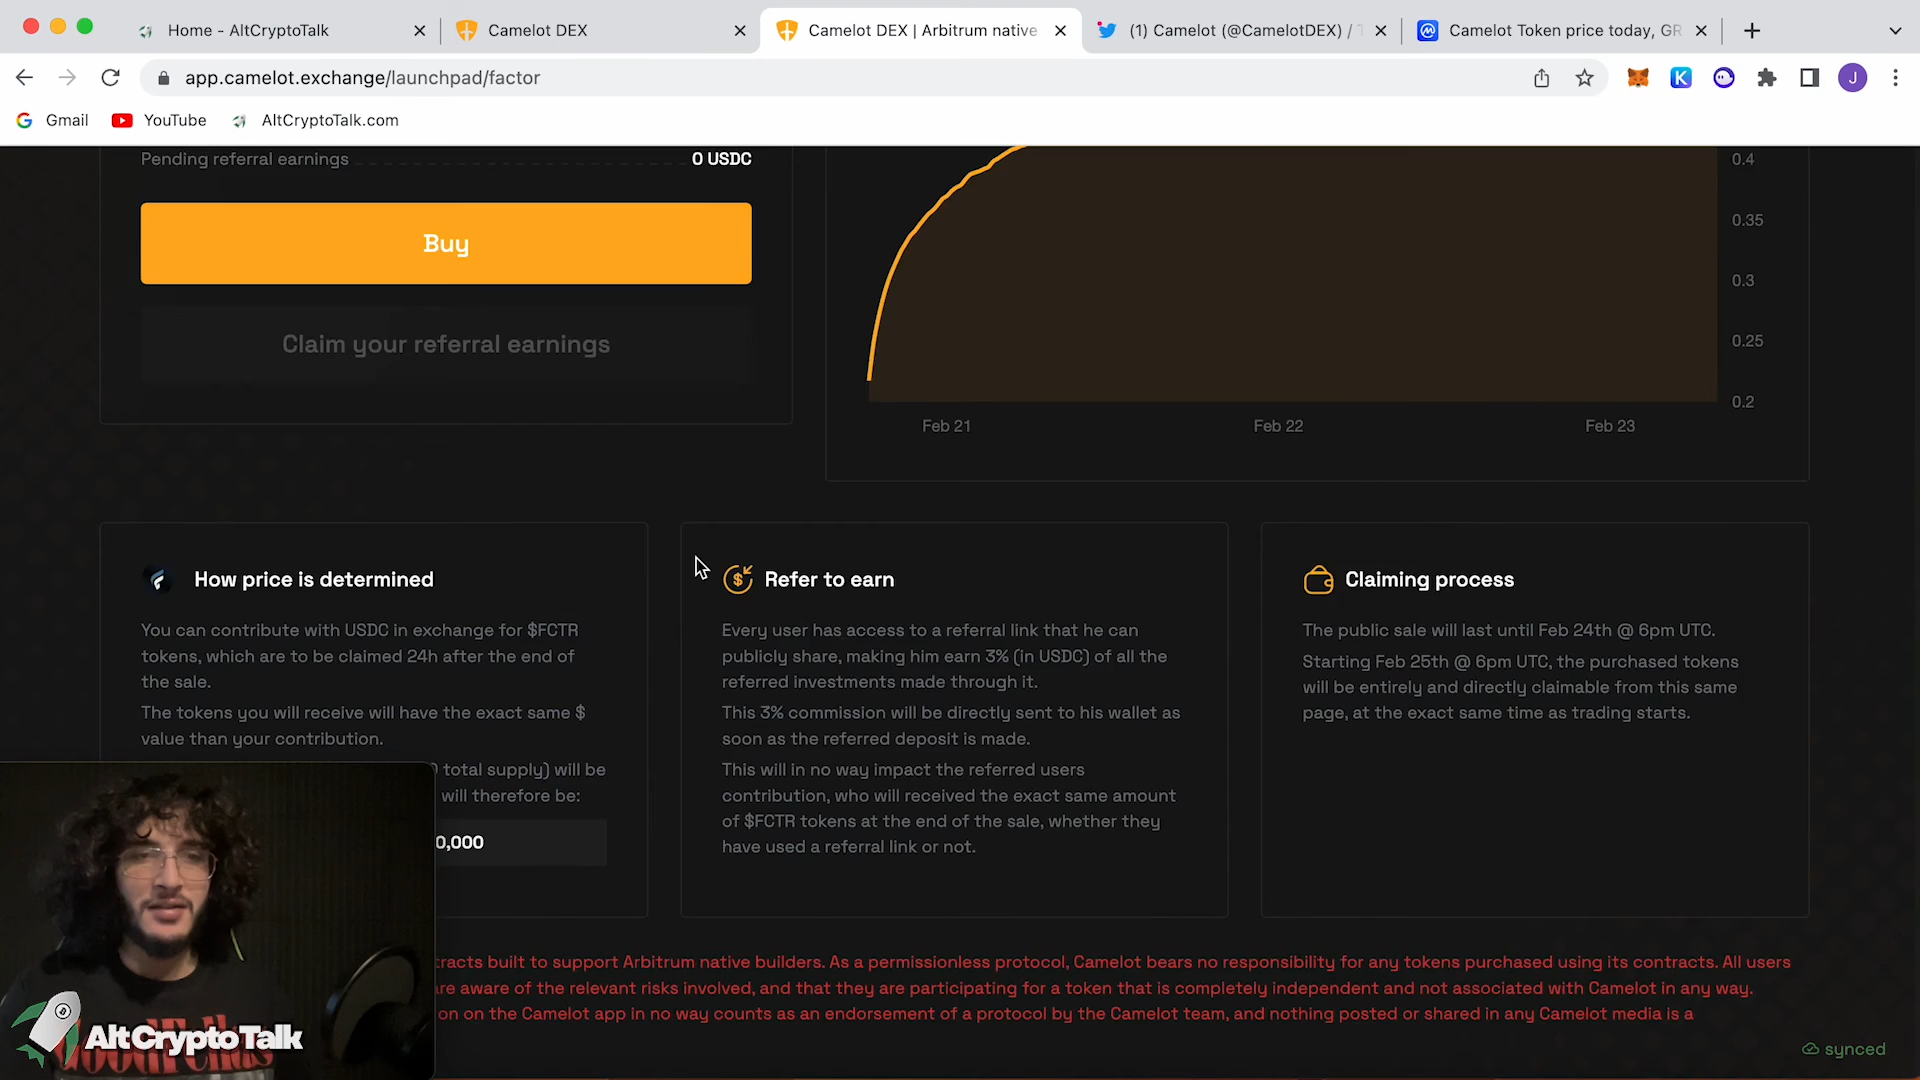 Home - AltCryptoTalk
Camelot DEX
Camelot DEX | Arbitrum native
(1) Camelot (@CamelotDEX) /
Camelot Token price today, GR
app.camelot.exchange/launchpad/factor
K
J
Gmail
YouTube
AltCryptoTalk.com
Pending referral earnings
0 USDC
Buy
Claim your referral earnings
0.4
0.35
0.3
0.25
0.2
Feb 21
Feb 22
Feb 23
How price is determined
You can contribute with USDC in exchange for $FCTR
tokens, which are to be claimed 24h after the end of
the sale.
The tokens you will receive will have the exact same $
value than your contribution.
total supply) will be
will therefore be:
0,000
Refer to earn
Every user has access to a referral link that he can
publicly share, making him earn 3% (in USDC) of all the
referred investments made through it.
This 3% commission will be directly sent to his wallet as
soon as the referred deposit is made.
This will in no way impact the referred users
contribution, who will received the exact same amount
of $FCTR tokens at the end of the sale, whether they
have used a referral link or not.
Claiming process
The public sale will last until Feb 24th @ 6pm UTC.
Starting Feb 25th @ 6pm UTC, the purchased tokens
will be entirely and directly claimable from this same
page, at the exact same time as trading starts.
tracts built to support Arbitrum native builders. As a permissionless protocol, Camelot bears no responsibility for any tokens purchased using its contracts. All users
re aware of the relevant risks involved, and that they are participating for a token that is completely independent and not associated with Camelot in any way.
on on the Camelot app in no way counts as an endorsement of a protocol by the Camelot team, and nothing posted or shared in any Camelot media is a
AltCryptoTalk
synced